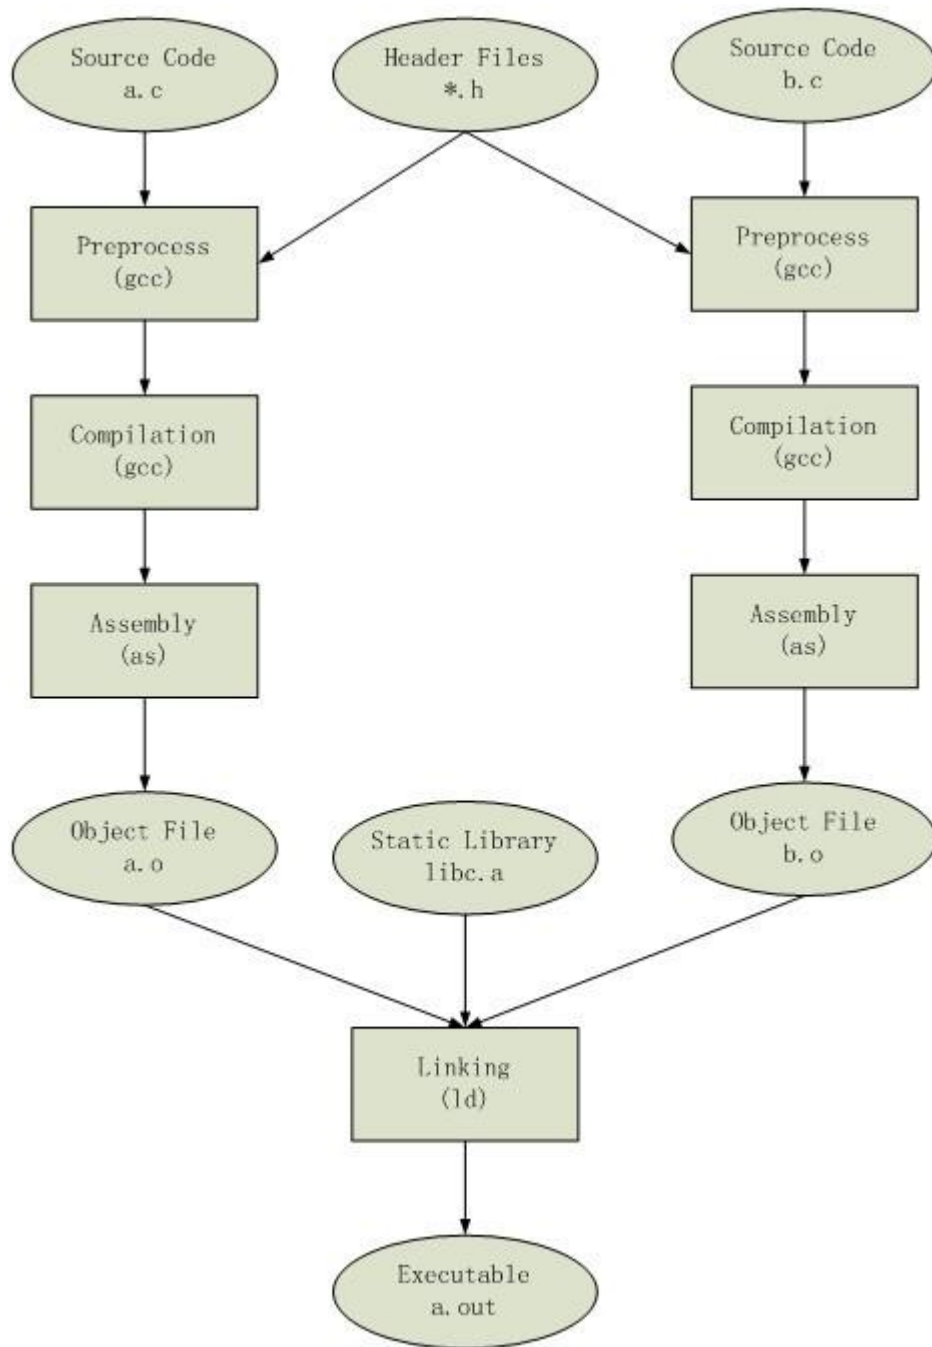 Source Code
a.c
Header Files
*.h
Source Code
b.c
Preprocess
(gcc)
Preprocess
(gcc)
Compilation
(gcc)
Compilation
(gcc)
Assembly
(as)
Assembly
(as)
Object File
a.o
Static Library
libc.a
Object File
b.o
Linking
(ld)
Executable
a.out